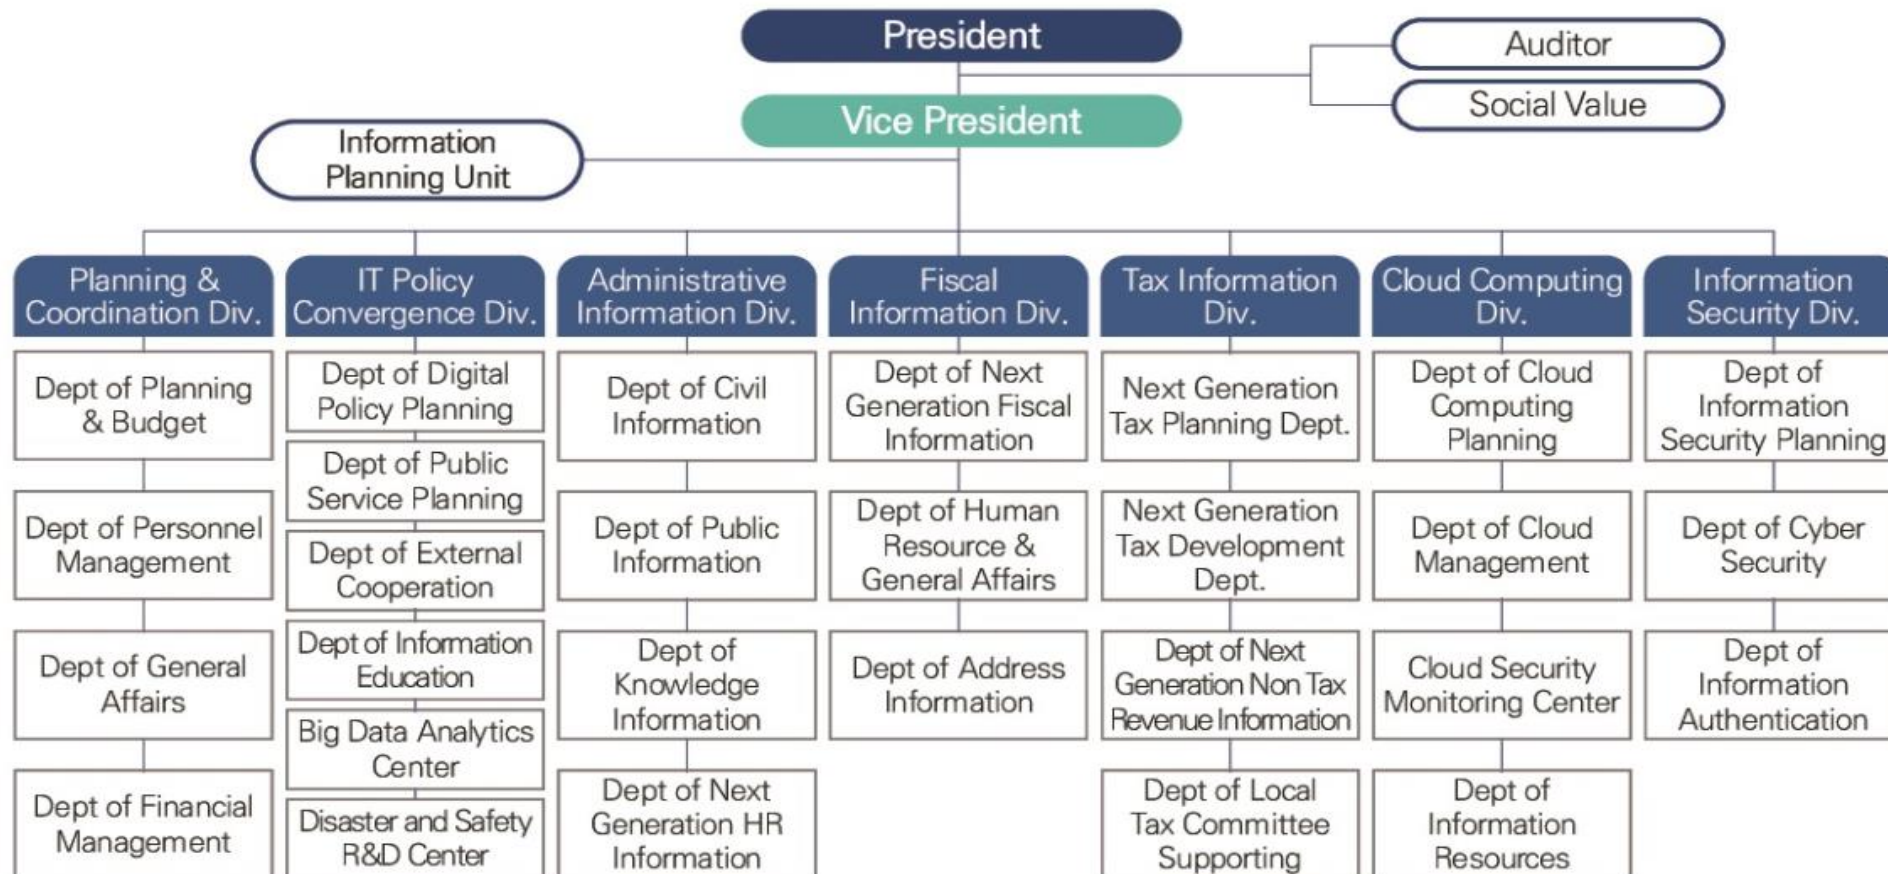 President
Auditor
Social Value
Vice President
Information
Planning Unit
Planning &
Coordination Div.
Dept of Planning
& Budget
Dept of Personnel
Management
Dept of General
Affairs
Dept of Financial
Management
IT Policy
Convergence Div.
Dept of Digital
Policy Planning
Dept of Public
Service Planning
Dept of External
Cooperation
Dept of Information
Education
Big Data Analytics
Center
Disaster and Safety
R&D Center
Administrative
Information Div.
Dept of Civil
Information
Dept of Public
Information
Dept of
Knowledge
Information
Dept of Next
Generation HR
Information
Fiscal
Information Div.
Dept of Next
Generation Fiscal
Information
Dept of Human
Resource &
General Affairs
Dept of Address
Information
Tax Information
Div.
Next Generation
Tax Planning Dept.
Next Generation
Tax Development
Dept.
Dept of Next
Generation Non Tax
Revenue Information
Dept of Local
Tax Committee
Supporting
Cloud Computing
Div.
Dept of Cloud
Computing
Planning
Dept of Cloud
Management
Cloud Security
Monitoring Center
Dept of
Information
Resources
Information
Security Div.
Dept of
Information
Security Planning
Dept of Cyber
Security
Dept of
Information
Authentication